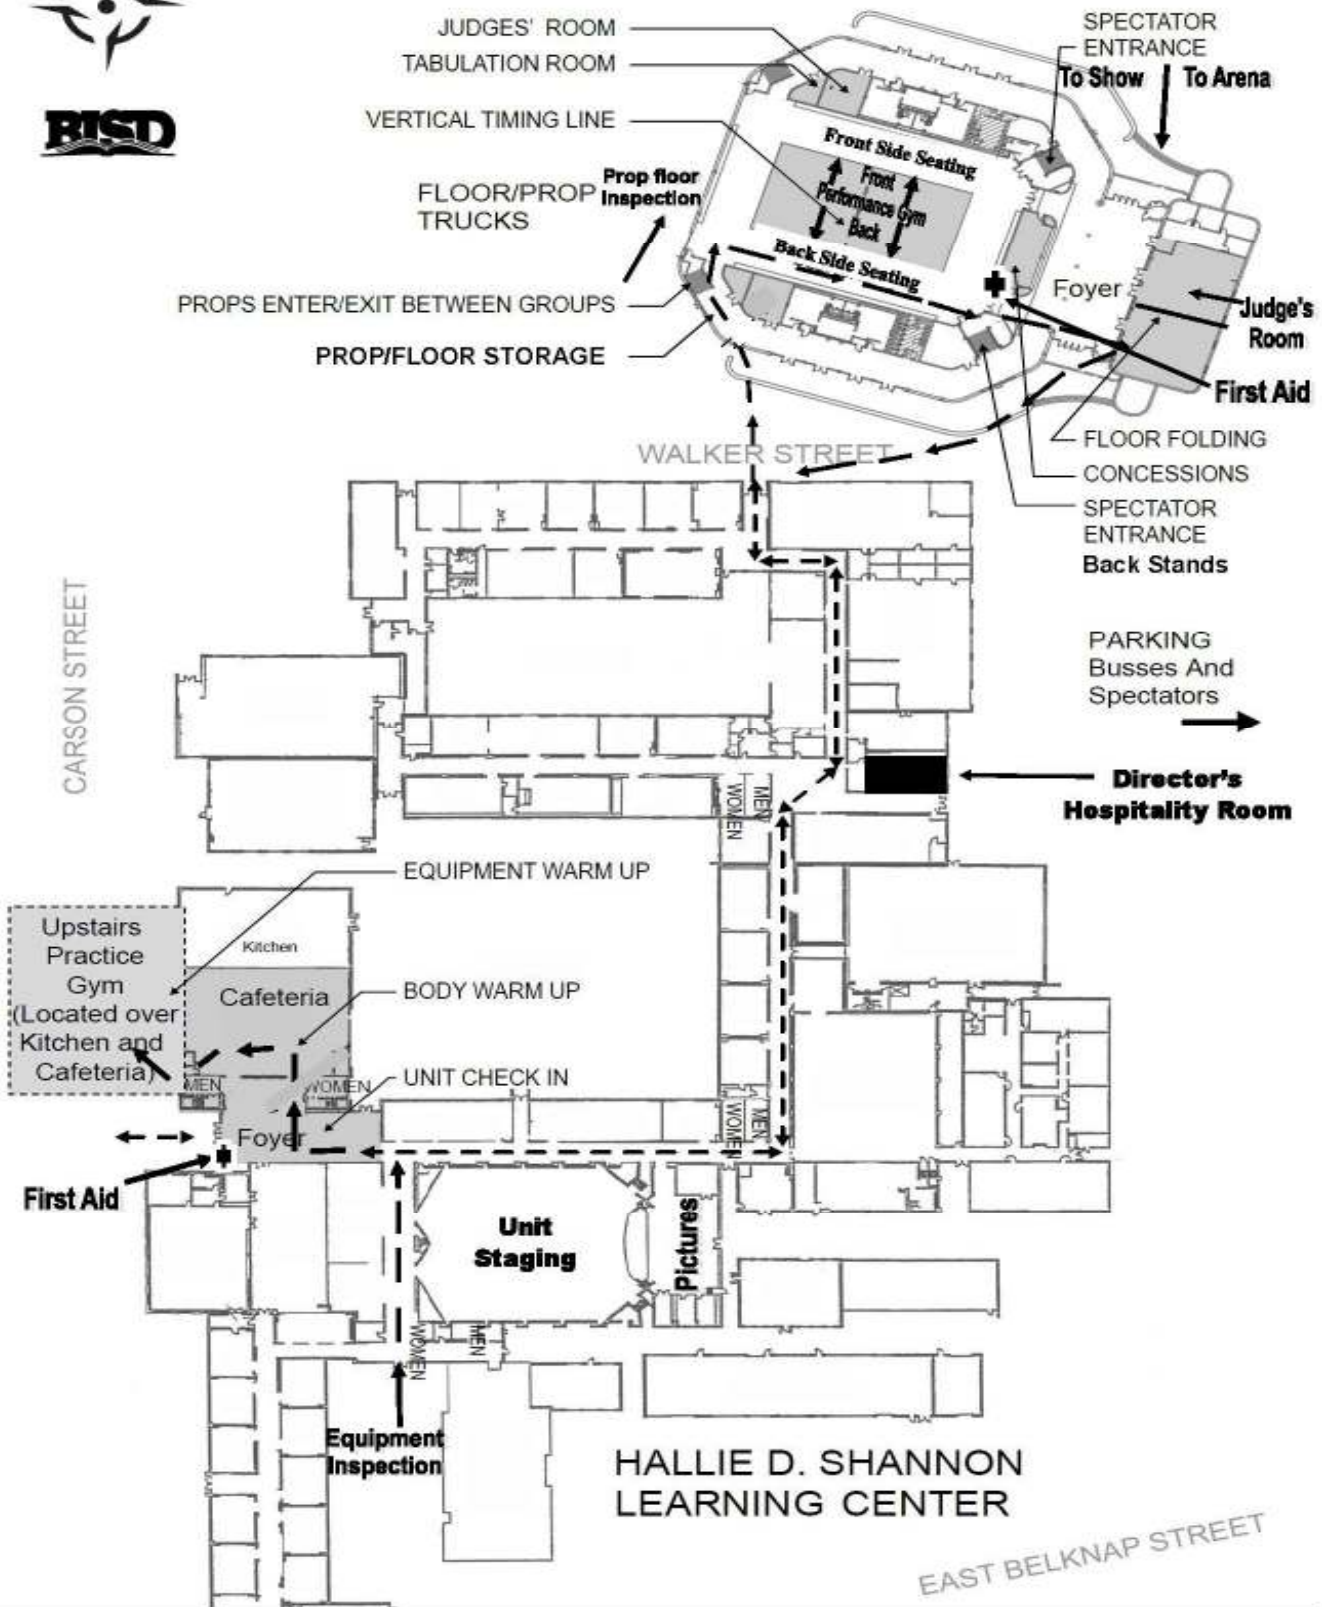 BISD
JUDGES' ROOM
TABULATION ROOM
VERTICAL TIMING LINE
FLOOR/PROP
TRUCKS
Prop floor
Inspection
PROPS ENTER/EXIT BETWEEN GROUPS
PROP/FLOOR STORAGE
SPECTATOR
ENTRANCE
To Show
To Arena
Front Side Seating
Front
Performance Gym
Back
Back Side Seating
Foyer
Judge's
Room
First Aid
FLOOR FOLDING
CONCESSIONS
SPECTATOR
ENTRANCE
Back Stands
WALKER STREET
CARSON STREET
PARKING
Busses And
Spectators
Director's
Hospitality Room
MEN
WOMEN
EQUIPMENT WARM UP
Upstairs
Practice
Gym
(Located over
Kitchen and
Cafeteria)
Kitchen
Cafeteria
BODY WARM UP
MEN
WOMEN
UNIT CHECK IN
Foyer
MEN
WOMEN
First Aid
Unit
Staging
Pictures
WOMEN
MEN
Equipment
Inspection
HALLIE D. SHANNON
LEARNING CENTER
EAST BELKNAP STREET